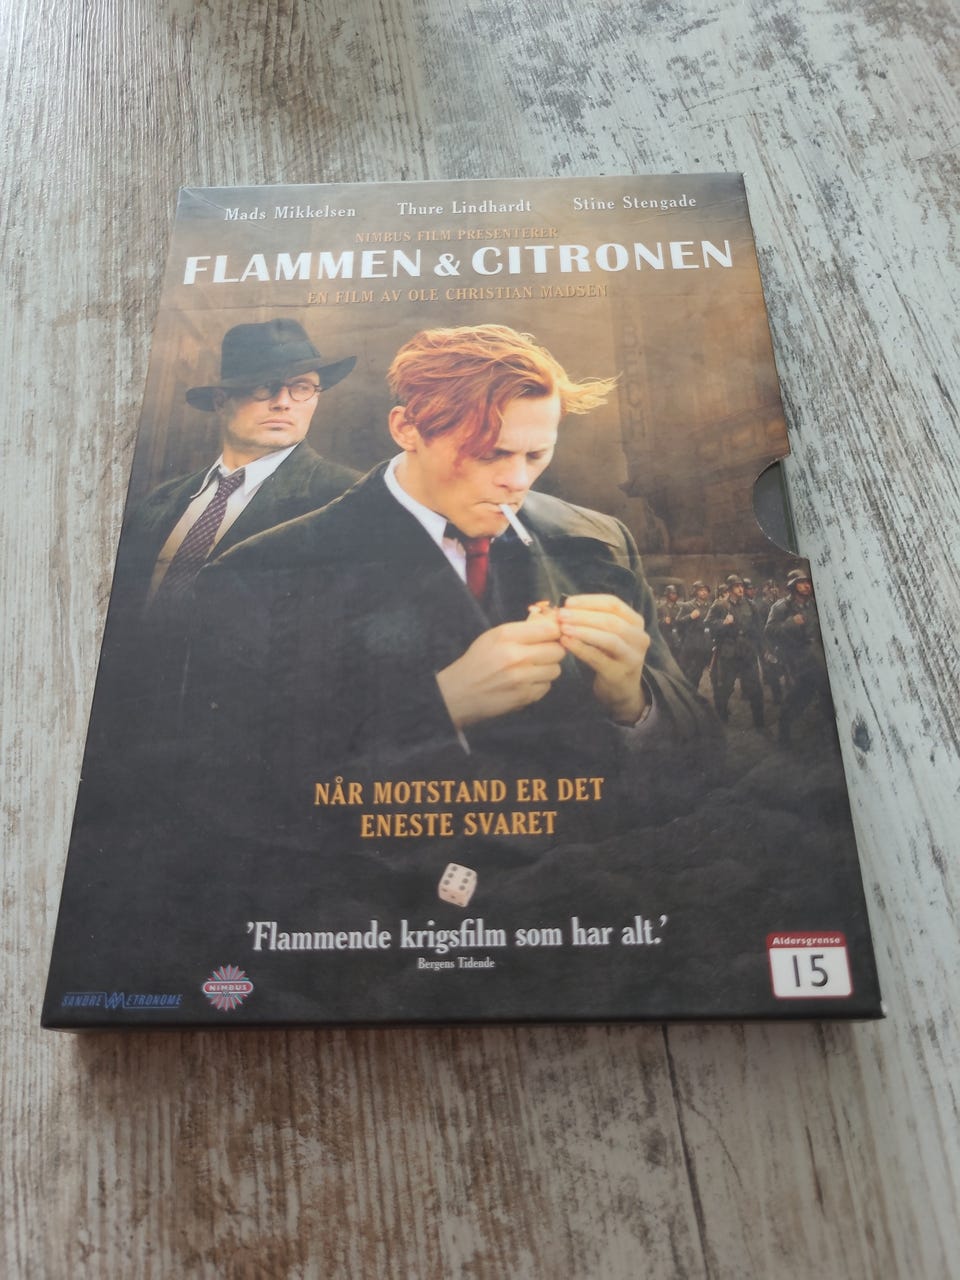 Mads Mikkelsen Thure Lindhardt Stine Stengade
NIMBUS FILM PRESENTERER
FLAMMEN & CITRONEN
EN FILM AV OLE CHRISTIAN MADSEN
NÅR MOTSTAND ER DET
ENESTE SVARET
'Flammende krigsfilm som har alt.'
Bergens Tidende
SANDREW METRONOME
NIMBUS
Aldersgrense
15